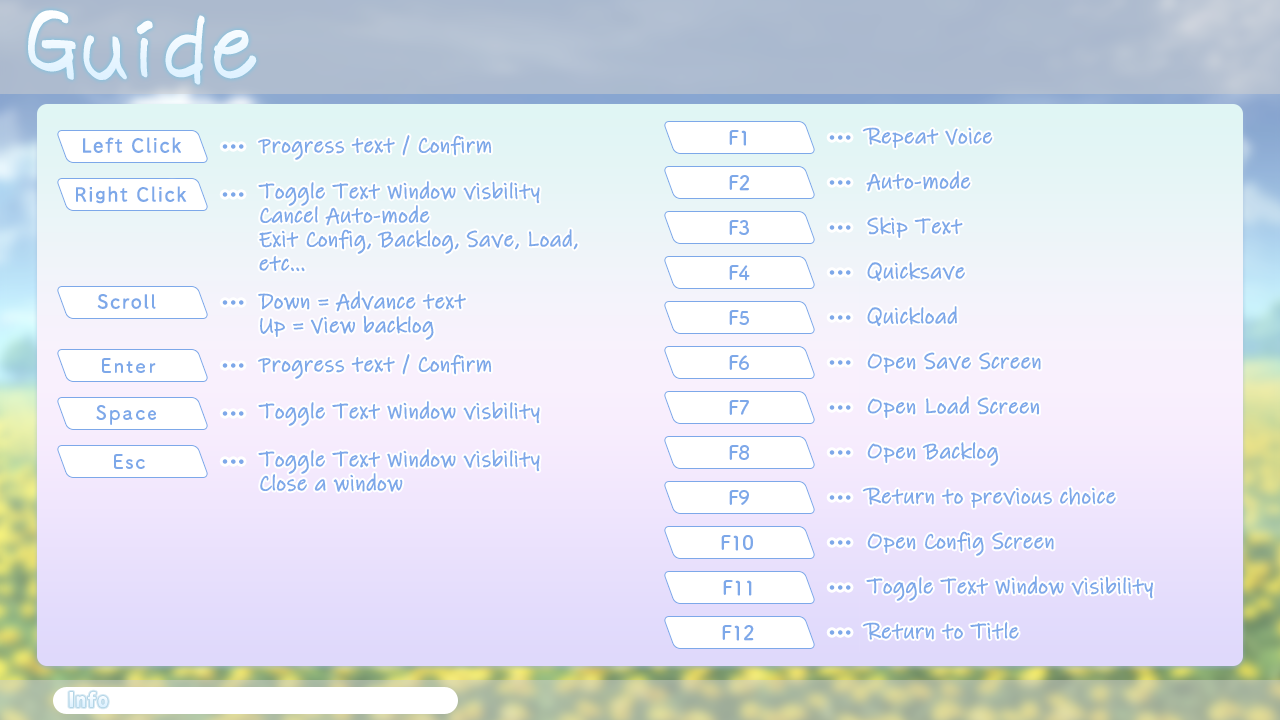 Guide
Left Click ••• Progress text / Confirm
Right Click ••• Toggle Text Window visbility
Cancel Auto-mode
Exit Config, Backlog, Save, Load,
etc...
Scroll ••• Down = Advance text
Up = View backlog
Enter ••• Progress text / Confirm
Space ••• Toggle Text Window visbility
Esc ••• Toggle Text Window visbility
Close a window
F1 ••• Repeat Voice
F2 ••• Auto-mode
F3 ••• Skip Text
F4 ••• Quicksave
F5 ••• Quickload
F6 ••• Open Save Screen
F7 ••• Open Load Screen
F8 ••• Open Backlog
F9 ••• Return to previous choice
F10 ••• Open Config Screen
F11 ••• Toggle Text Window visibility
F12 ••• Return to Title
Info